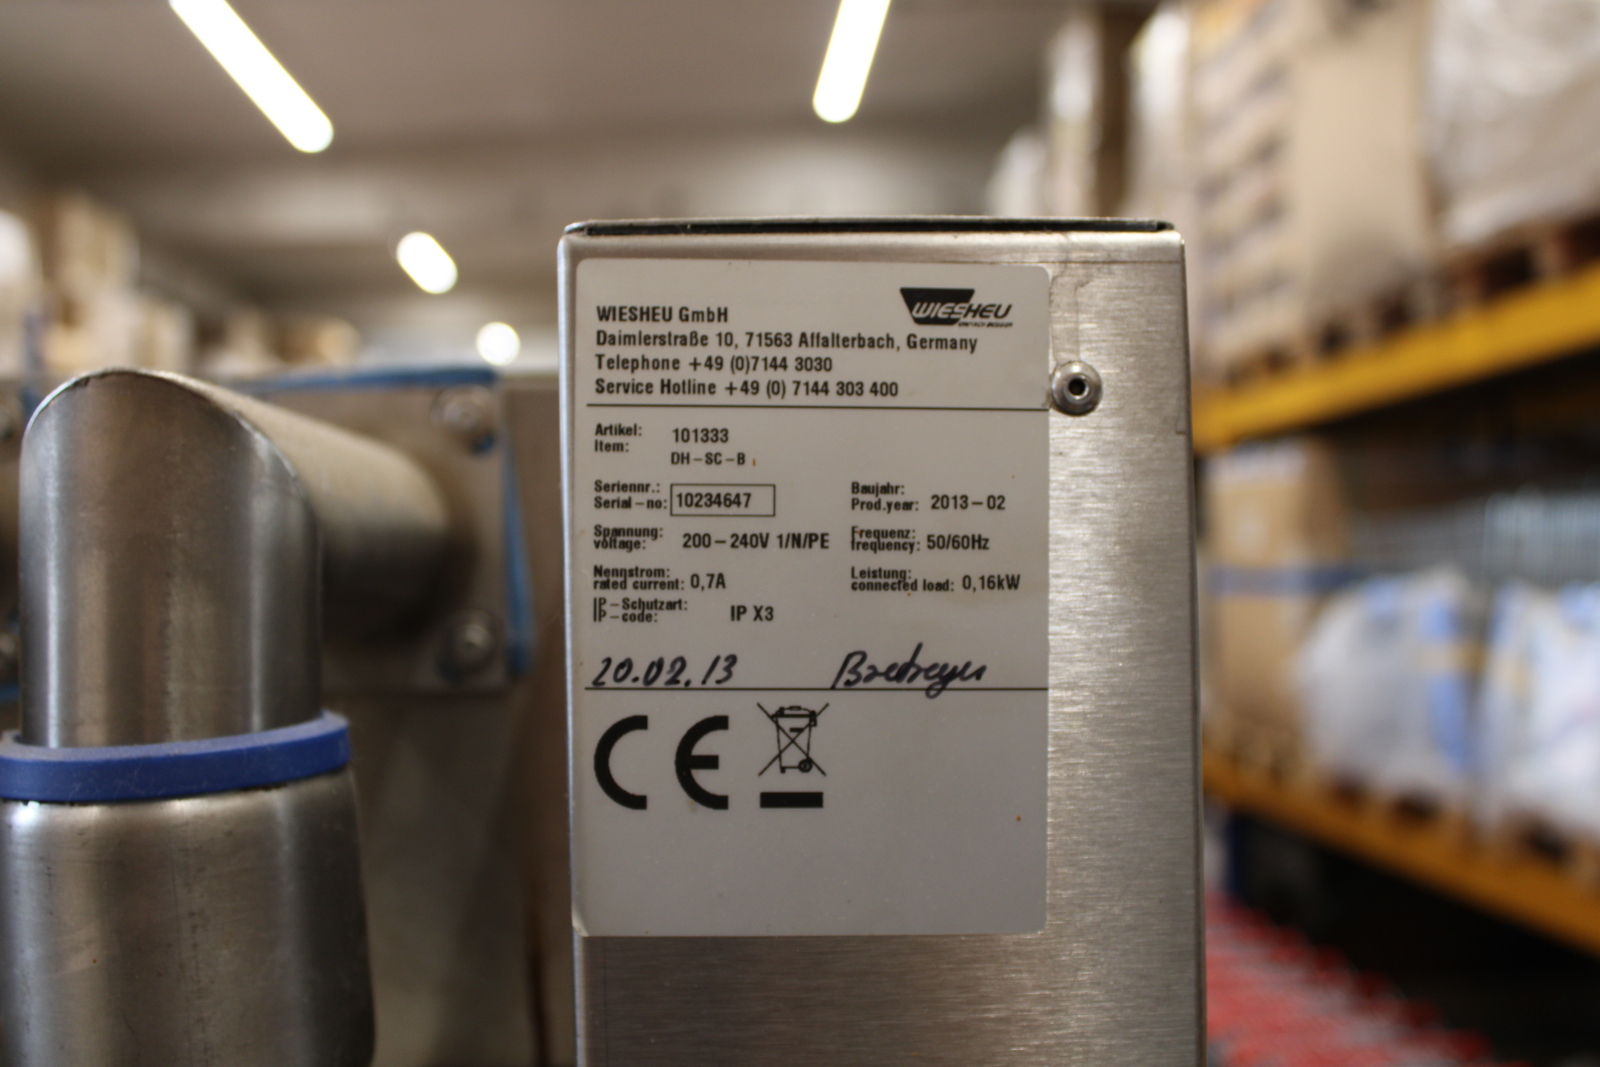 WIESHEU GmbH
WIESHEU
Daimlerstraße 10, 71563 Affalterbach, Germany
Telephone +49 (0)7144 3030
Service Hotline +49 (0) 7144 303 400
Artikel:
Item: 101333
DH-SC-B
Seriennr.: Baujahr:
Serial-no: 10234647 Prod.year: 2013-02
Spannung: Frequenz:
voltage: 200-240V 1/N/PE frequency: 50/60Hz
Nennstrom: Leistung:
rated current: 0,7A connected load: 0,16kW
IP-Schutzart:
IP-code: IP X3
20.02.13
CE